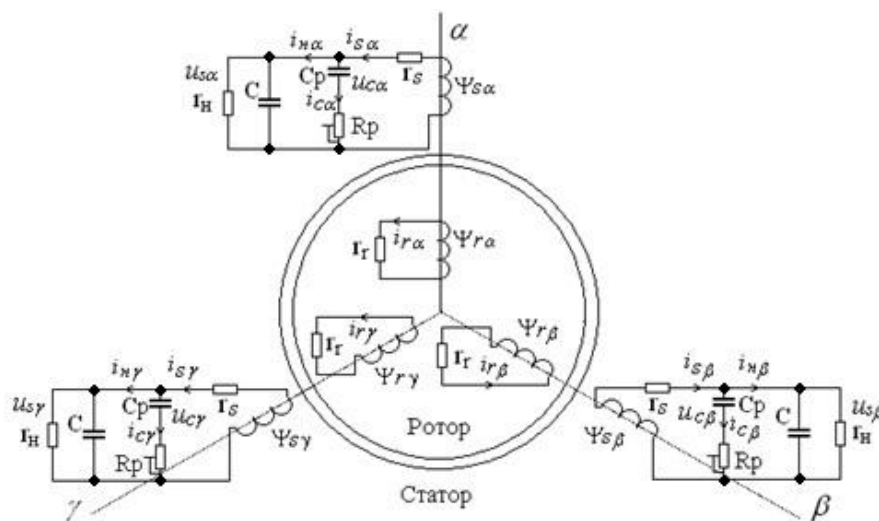 α
i_нα i_sα r_s
u_sα C Cp u_Cα Ψ_sα
r_н i_Cα
Rp
r_r i_rα Ψ_rα
i_rγ
r_r Ψ_rγ
Ψ_rβ
r_r i_rβ
i_нγ i_sγ
u_sγ C Cp u_Cγ r_s
r_н i_Cγ
Rp Ψ_sγ
γ
i_sβ i_нβ
r_s u_Cβ Cp C u_sβ
Ψ_sβ i_Cβ r_н
Rp
β
Ротор
Статор